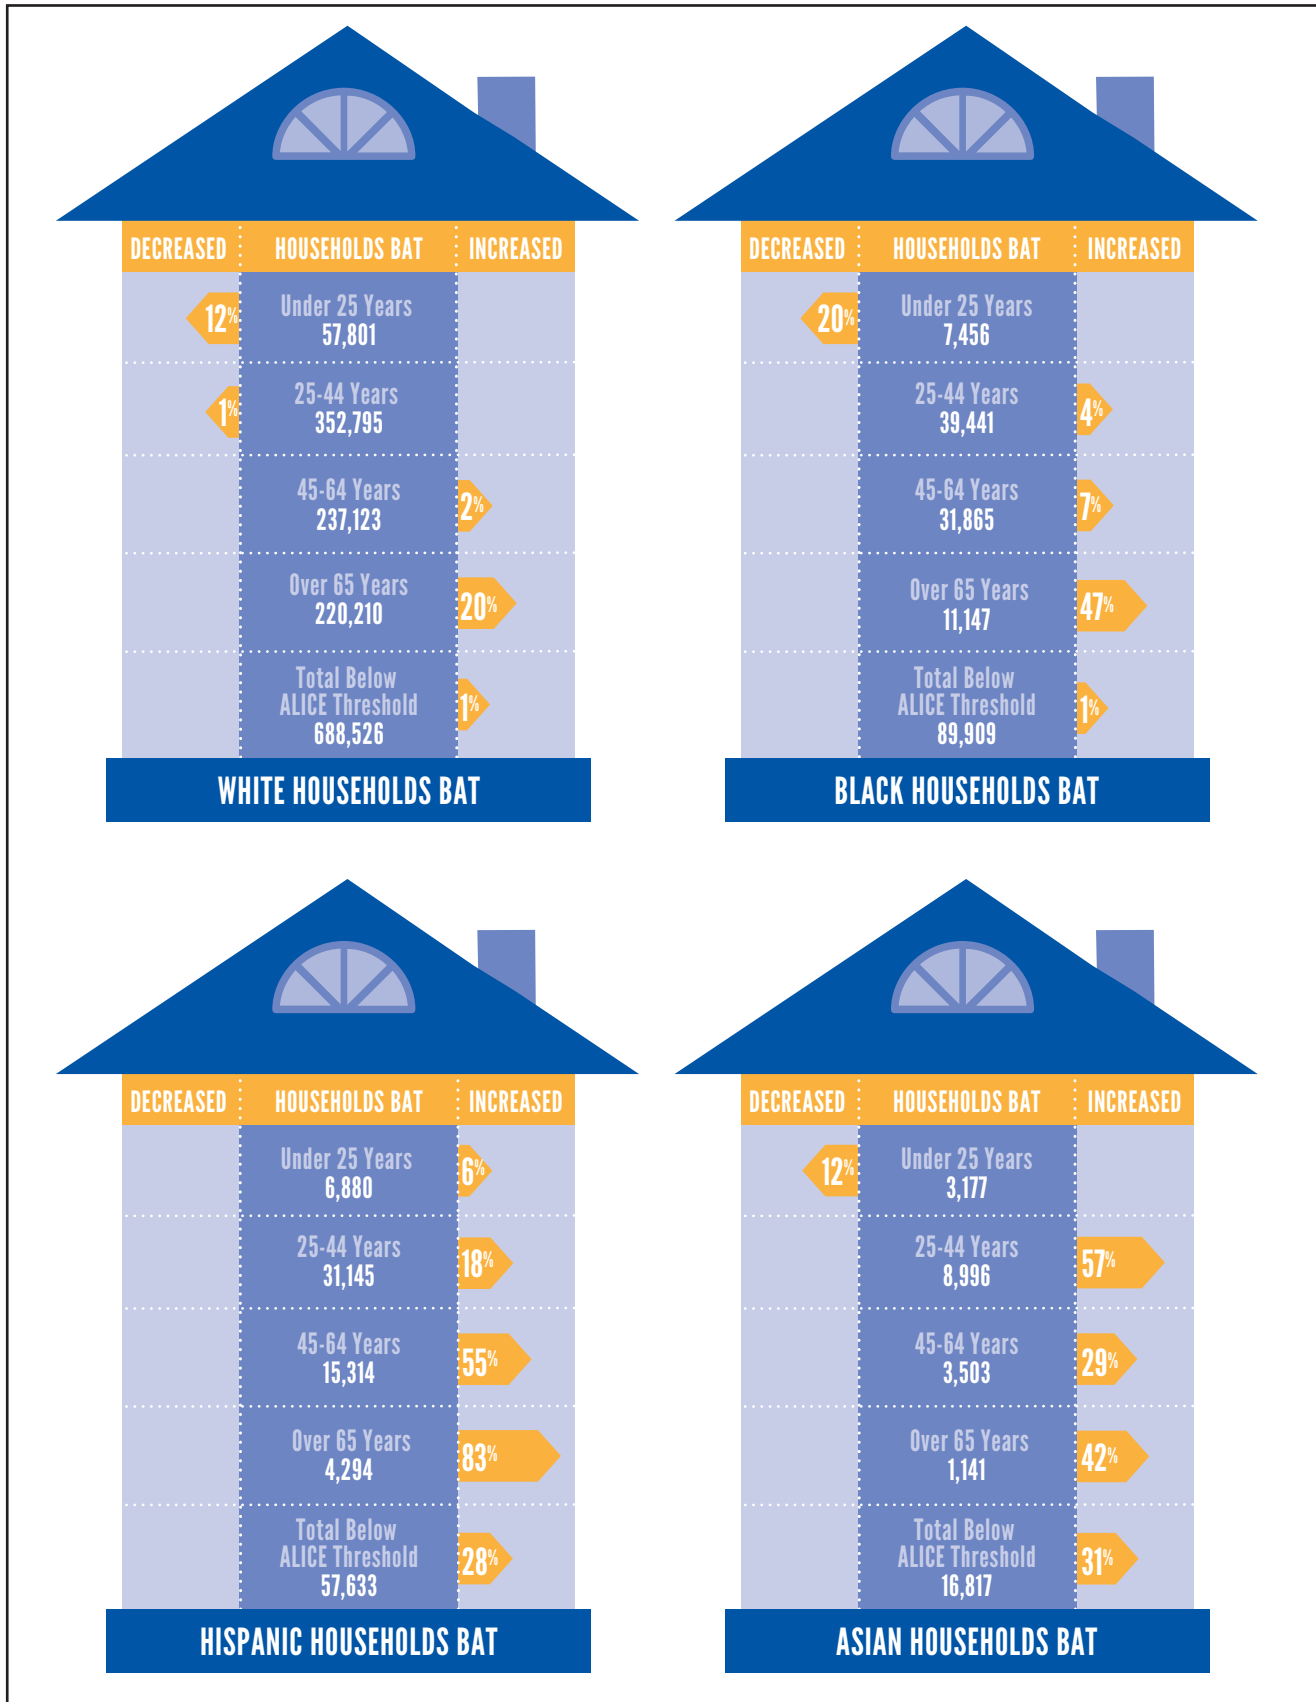 DECREASED HOUSEHOLDS BAT INCREASED
12% Under 25 Years
57,801
1% 25-44 Years
352,795
45-64 Years
237,123 2%
Over 65 Years
220,210 20%
Total Below
ALICE Threshold
688,526 1%
WHITE HOUSEHOLDS BAT
DECREASED HOUSEHOLDS BAT INCREASED
20% Under 25 Years
7,456
25-44 Years
39,441 4%
45-64 Years
31,865 7%
Over 65 Years
11,147 47%
Total Below
ALICE Threshold
89,909 1%
BLACK HOUSEHOLDS BAT
DECREASED HOUSEHOLDS BAT INCREASED
Under 25 Years
6,880 6%
25-44 Years
31,145 18%
45-64 Years
15,314 55%
Over 65 Years
4,294 83%
Total Below
ALICE Threshold
57,633 28%
HISPANIC HOUSEHOLDS BAT
DECREASED HOUSEHOLDS BAT INCREASED
12% Under 25 Years
3,177
25-44 Years
8,996 57%
45-64 Years
3,503 29%
Over 65 Years
1,141 42%
Total Below
ALICE Threshold
16,817 31%
ASIAN HOUSEHOLDS BAT